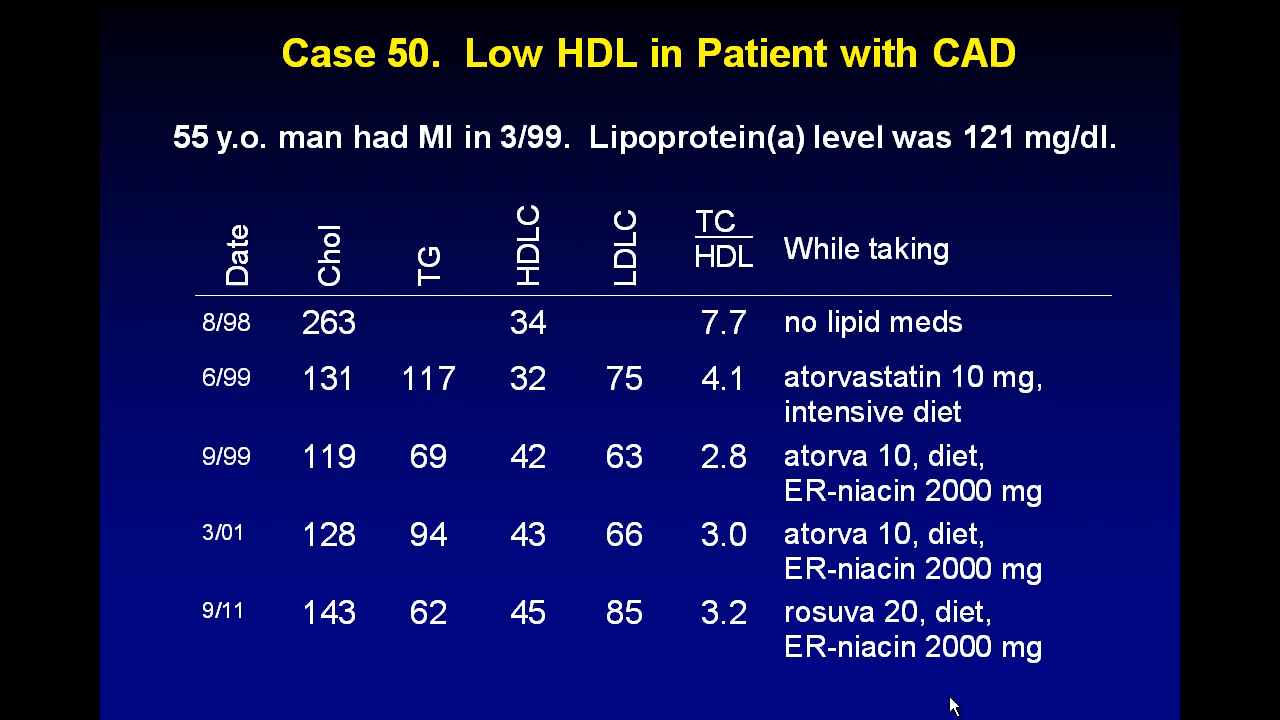 Case 50. Low HDL in Patient with CAD
55 y.o. man had MI in 3/99. Lipoprotein(a) level was 121 mg/dl.
Date Chol TG HDLC LDLC TC/HDL While taking
8/98 263 34 7.7 no lipid meds
6/99 131 117 32 75 4.1 atorvastatin 10 mg,
intensive diet
9/99 119 69 42 63 2.8 atorva 10, diet,
ER-niacin 2000 mg
3/01 128 94 43 66 3.0 atorva 10, diet,
ER-niacin 2000 mg
9/11 143 62 45 85 3.2 rosuva 20, diet,
ER-niacin 2000 mg